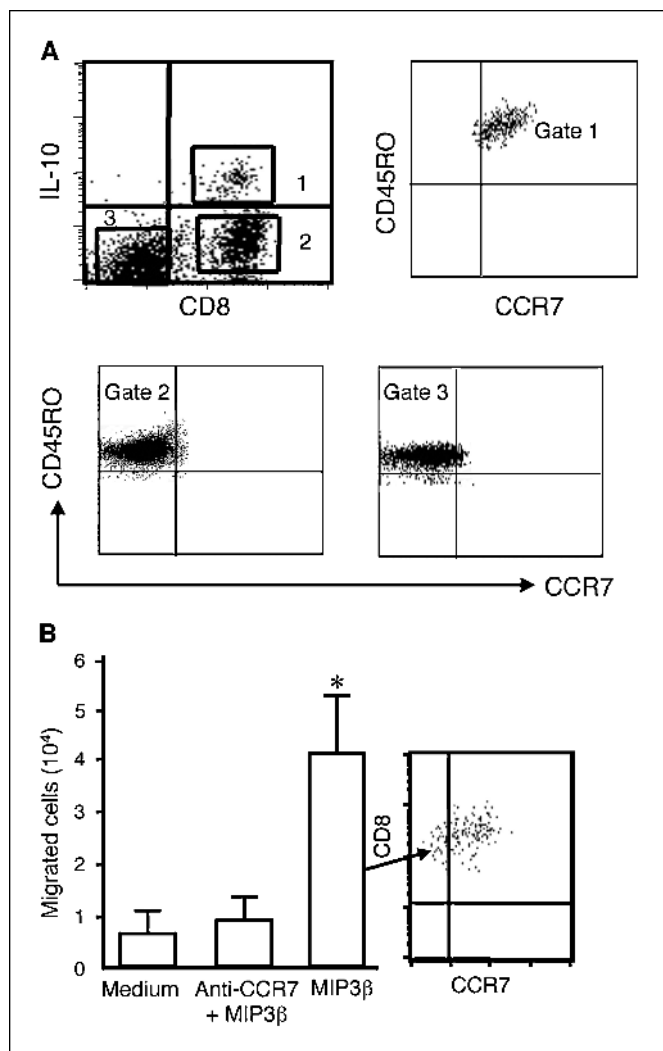 A
IL-10
1
3
2
CD8
CD45RO
Gate 1
CCR7
CD45RO
Gate 2
Gate 3
CCR7
B
Migrated cells (10⁴)
6
5
4
3
2
1
0
*
Medium
Anti-CCR7
+ MIP3β
MIP3β
CD8
CCR7